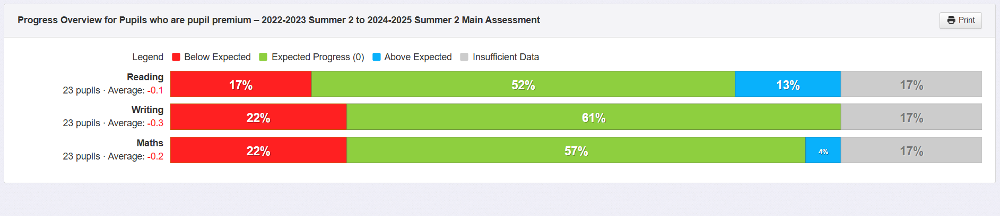 Progress Overview for Pupils who are pupil premium – 2022-2023 Summer 2 to 2024-2025 Summer 2 Main Assessment
Print
Legend Below Expected Expected Progress (0) Above Expected Insufficient Data
Reading
23 pupils · Average: -0.1
17% 52% 13% 17%
Writing
23 pupils · Average: -0.3
22% 61% 17%
Maths
23 pupils · Average: -0.2
22% 57% 4% 17%